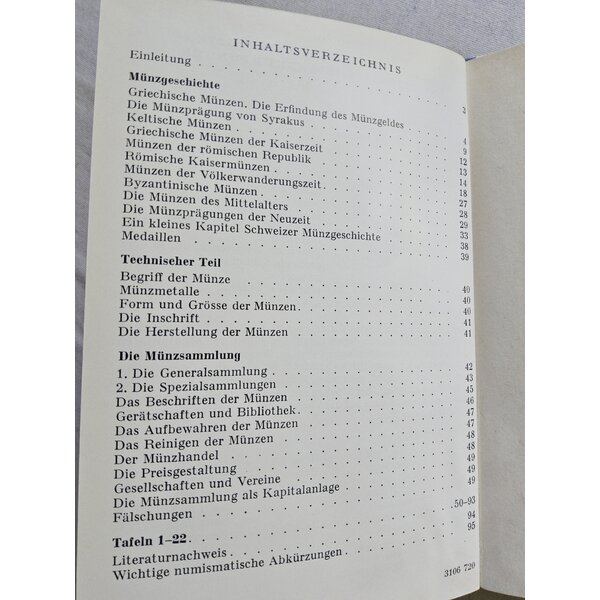 INHALTSVERZEICHNIS
Einleitung . . . . . . . . . . 3
Münzgeschichte
Griechische Münzen. Die Erfindung des Münzgeldes . . 4
Die Münzprägung von Syrakus . . . . . . 9
Keltische Münzen . . . . . . . . . 12
Griechische Münzen der Kaiserzeit . . . . . 13
Münzen der römischen Republik . . . . . 14
Römische Kaisermünzen . . . . . . . 18
Münzen der Völkerwanderungszeit . . . . . 27
Byzantinische Münzen . . . . . . . . 28
Die Münzen des Mittelalters . . . . . . 29
Die Münzprägungen der Neuzeit . . . . . 33
Ein kleines Kapitel Schweizer Münzgeschichte . . . 38
Medaillen . . . . . . . . . . 39
Technischer Teil
Begriff der Münze . . . . . . . . . 40
Münzmetalle . . . . . . . . . . 40
Form und Grösse der Münzen . . . . . . 40
Die Inschrift . . . . . . . . . . 41
Die Herstellung der Münzen . . . . . . 41
Die Münzsammlung
1. Die Generalsammlung . . . . . . . 42
2. Die Spezialsammlungen . . . . . . . 43
Das Beschriften der Münzen . . . . . . 45
Gerätschaften und Bibliothek . . . . . . 46
Das Aufbewahren der Münzen . . . . . . 47
Das Reinigen der Münzen . . . . . . . 47
Der Münzhandel . . . . . . . . . 48
Die Preisgestaltung . . . . . . . . 48
Gesellschaften und Vereine . . . . . . 49
Die Münzsammlung als Kapitalanlage . . . . 49
Fälschungen . . . . . . . . . . 49
Tafeln 1–22 . . . . . . . . . . 50–93
Literaturnachweis . . . . . . . . . 94
Wichtige numismatische Abkürzungen . . . . 95
3106 720